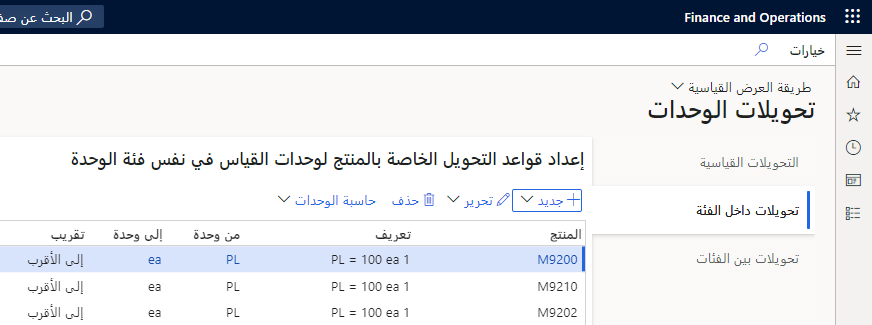 Finance and Operations
البحث عن صف
خيارات
طريقة العرض القياسية
تحويلات الوحدات
التحويلات القياسية
تحويلات داخل الفئة
تحويلات بين الفئات
إعداد قواعد التحويل الخاصة بالمنتج لوحدات القياس في نفس فئة الوحدة
جديد تحرير حذف حاسبة الوحدات
المنتج تعريف من وحدة إلى وحدة تقريب
M9200 PL = 100 ea 1 PL ea إلى الأقرب
M9210 PL = 100 ea 1 PL ea إلى الأقرب
M9202 PL = 100 ea 1 PL ea إلى الأقرب